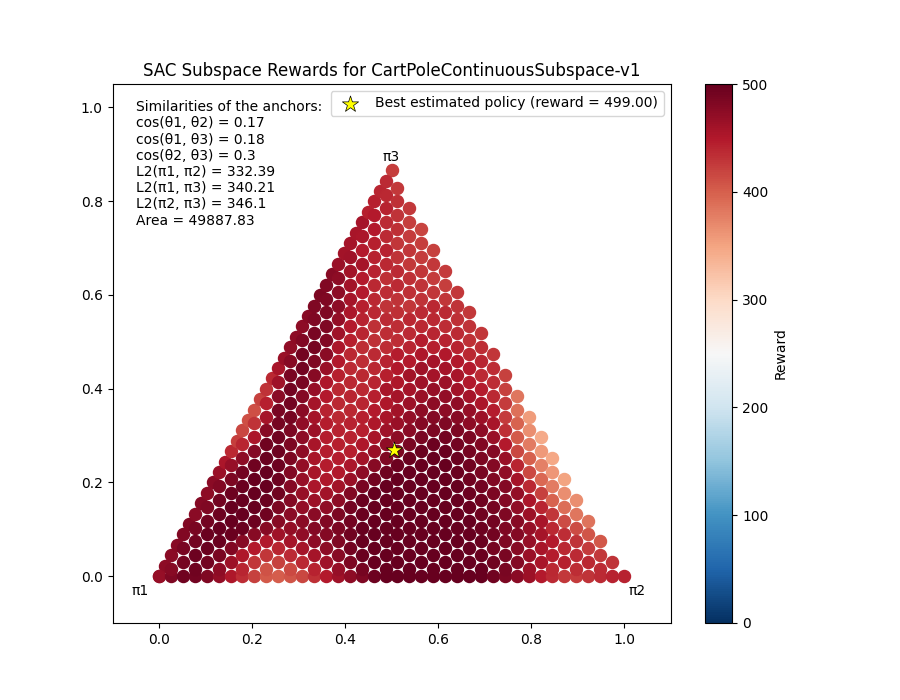 SAC Subspace Rewards for CartPoleContinuousSubspace-v1
Similarities of the anchors:
cos(θ1, θ2) = 0.17
cos(θ1, θ3) = 0.18
cos(θ2, θ3) = 0.3
L2(π1, π2) = 332.39
L2(π1, π3) = 340.21
L2(π2, π3) = 346.1
Area = 49887.83
Best estimated policy (reward = 499.00)
π3
π1
π2
1.0
0.8
0.6
0.4
0.2
0.0
0.0 0.2 0.4 0.6 0.8 1.0
500
400
300
200
100
0
Reward